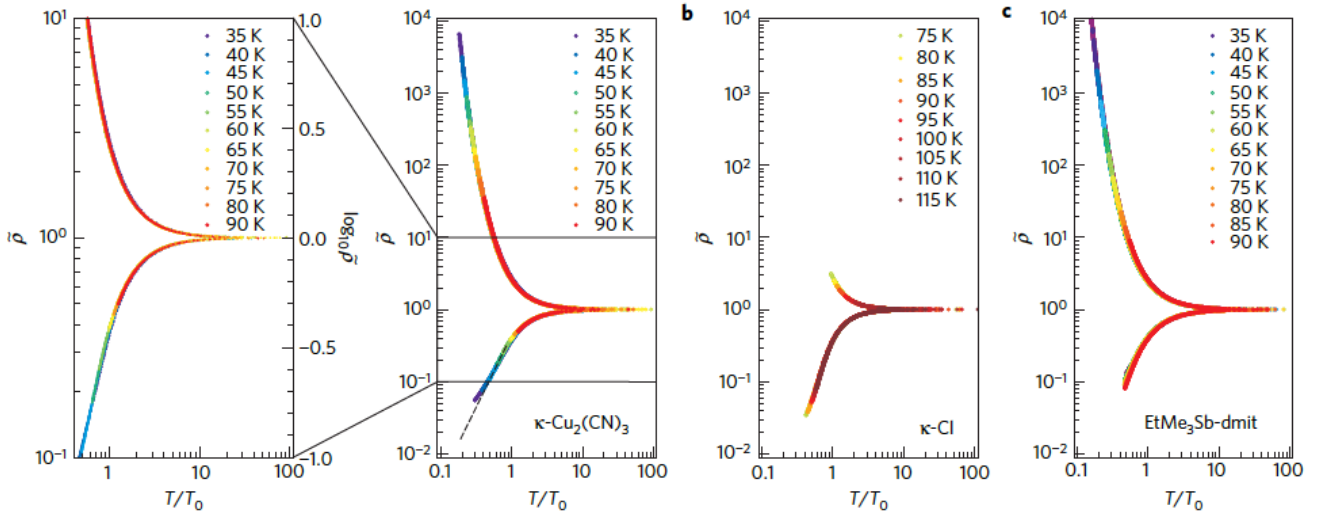 b
c
10¹
10⁰
10⁻¹
ρ̃
1
10
100
T/T₀
1.0
0.5
0.0
−0.5
−1.0
log₁₀ρ̃
35 K
40 K
45 K
50 K
55 K
60 K
65 K
70 K
75 K
80 K
90 K
10⁴
10³
10²
10¹
10⁰
10⁻¹
10⁻²
ρ̃
0.1
1
10
100
T/T₀
35 K
40 K
45 K
50 K
55 K
60 K
65 K
70 K
75 K
80 K
90 K
κ-Cu₂(CN)₃
10⁴
10³
10²
10¹
10⁰
10⁻¹
10⁻²
ρ̃
0.1
1
10
100
T/T₀
75 K
80 K
85 K
90 K
95 K
100 K
105 K
110 K
115 K
κ-Cl
10⁴
10³
10²
10¹
10⁰
10⁻¹
10⁻²
ρ̃
0.1
1
10
100
T/T₀
35 K
40 K
45 K
50 K
55 K
60 K
65 K
70 K
75 K
80 K
85 K
90 K
EtMe₃Sb-dmit